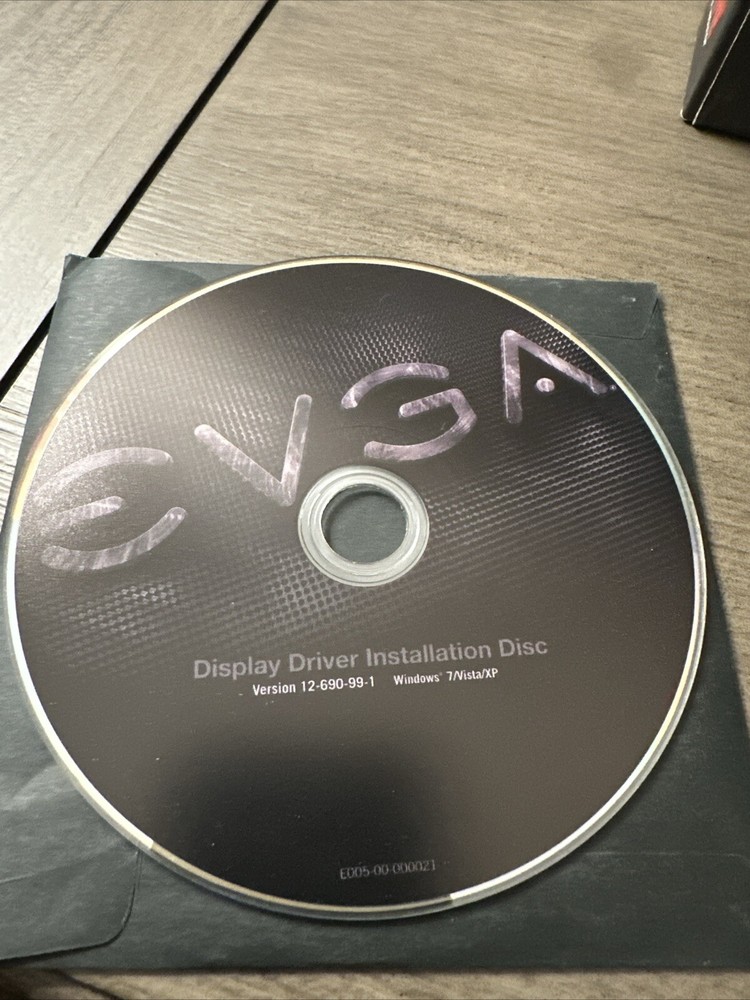 EVGA
Display Driver Installation Disc
Version 12-690-99-1 Windows® 7/Vista/XP
E005-00-000021